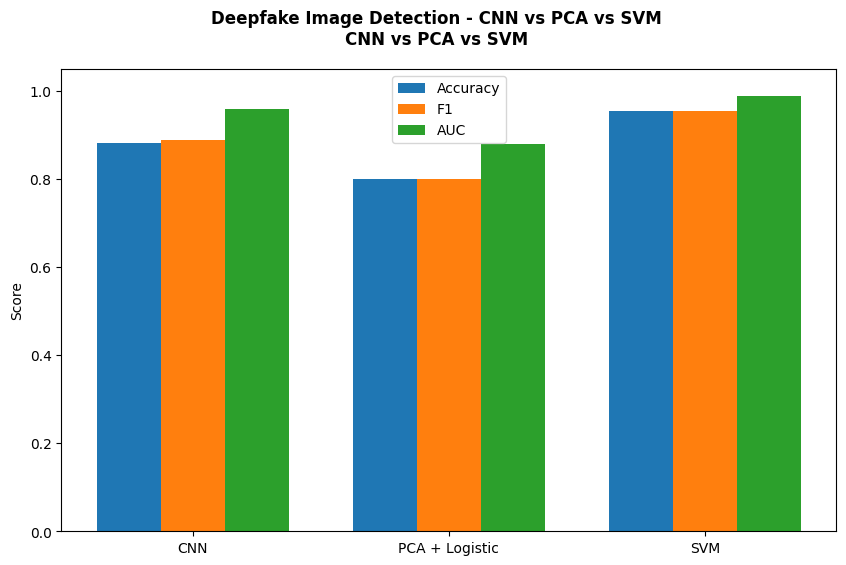 Deepfake Image Detection - CNN vs PCA vs SVM
CNN vs PCA vs SVM
Accuracy
F1
AUC
Score
1.0
0.8
0.6
0.4
0.2
0.0
CNN
PCA + Logistic
SVM